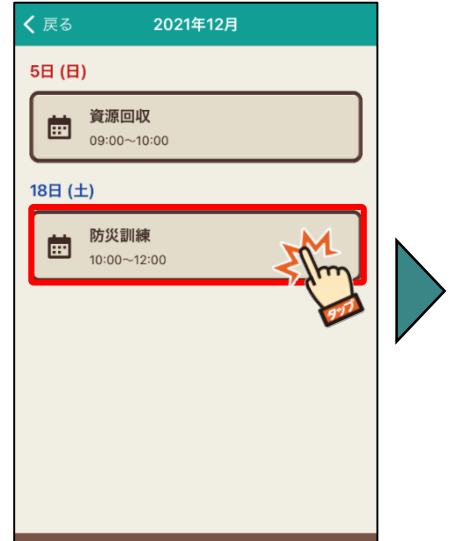 戻る 2021年12月
5日 (日)
資源回収
09:00～10:00
18日 (土)
防災訓練
10:00～12:00
タップ